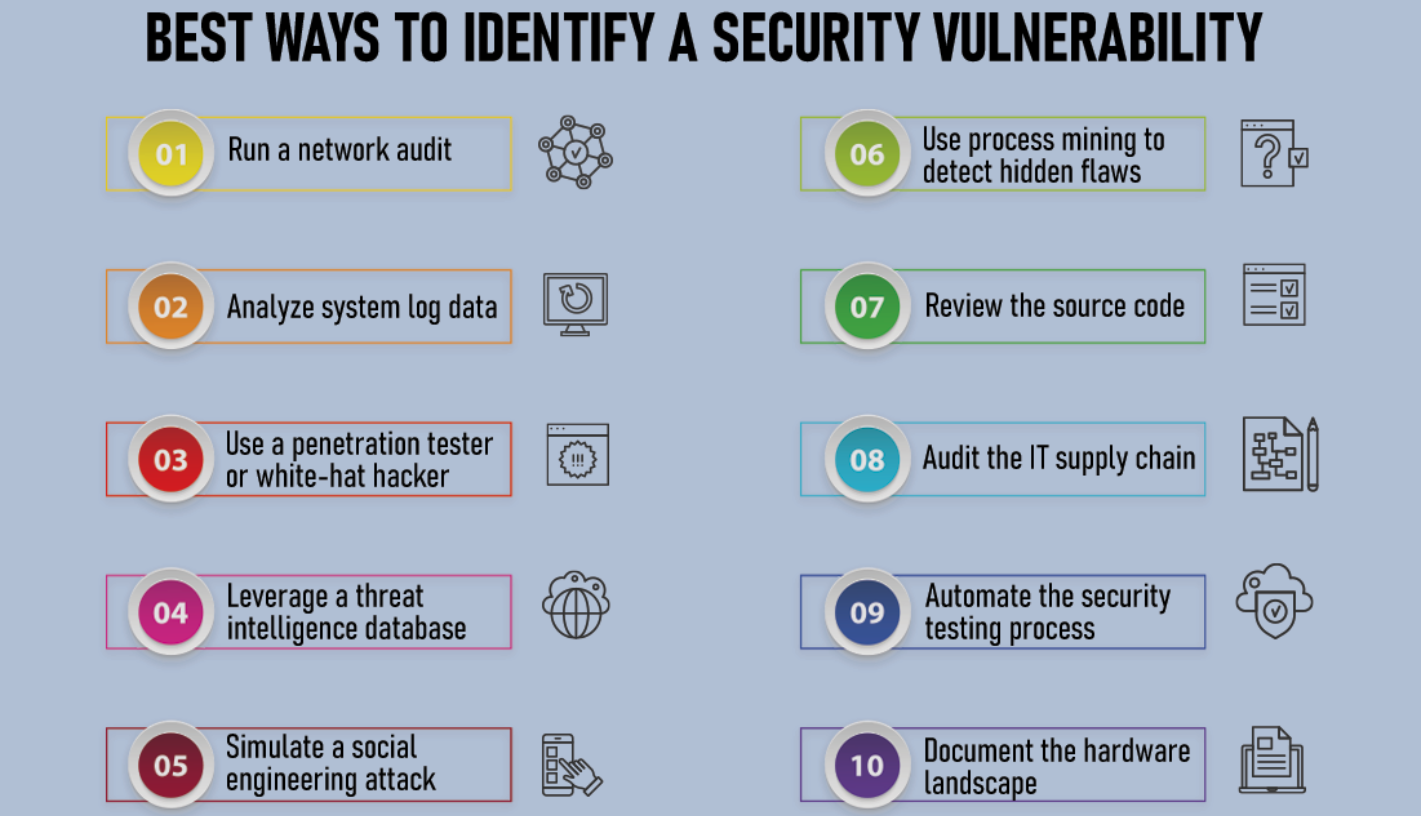 BEST WAYS TO IDENTIFY A SECURITY VULNERABILITY
01
Run a network audit
02
Analyze system log data
03
Use a penetration tester
or white-hat hacker
04
Leverage a threat
intelligence database
05
Simulate a social
engineering attack
06
Use process mining to
detect hidden flaws
07
Review the source code
08
Audit the IT supply chain
09
Automate the security
testing process
10
Document the hardware
landscape